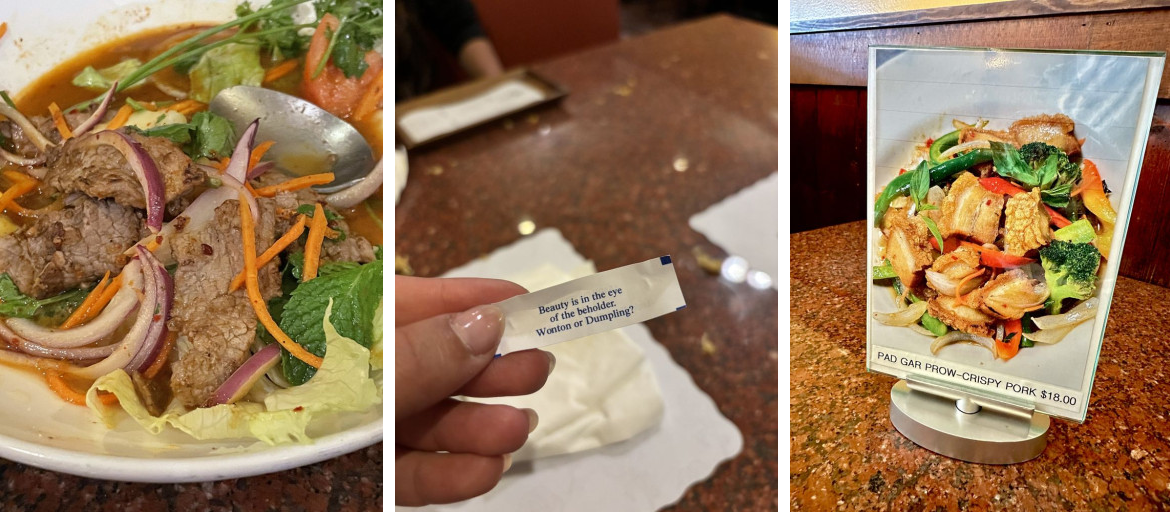 Beauty is in the eye
of the beholder.
Wonton or Dumpling?
PAD GAR PROW-CRISPY PORK $18.00